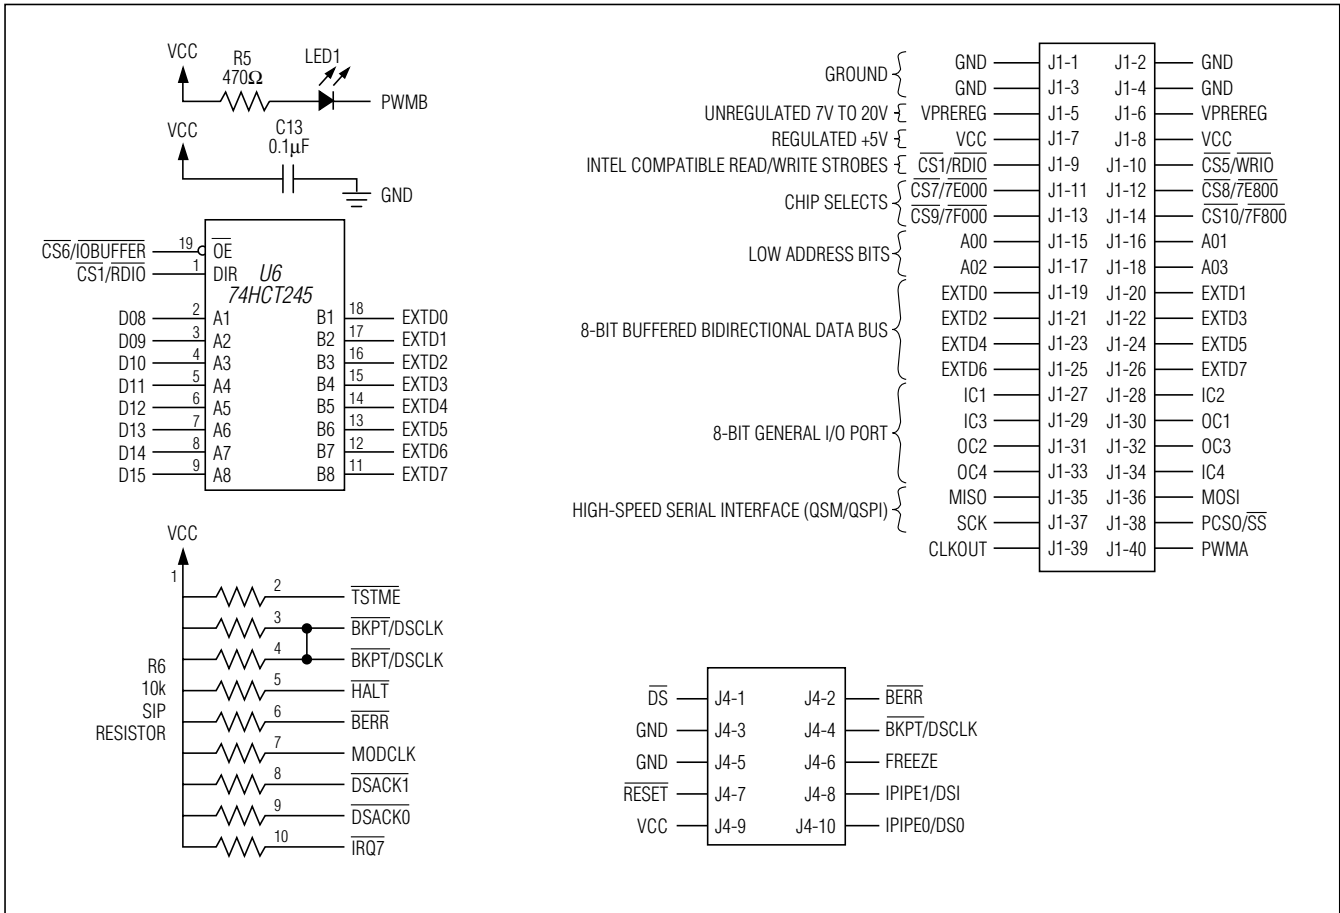 VCC
R5
470Ω
LED1
PWMB
VCC
C13
0.1µF
GND
CS6/IOBUFFER 19 OE
CS1/RDIO 1 DIR
U6
74HCT245
D08 2 A1 B1 18 EXTD0
D09 3 A2 B2 17 EXTD1
D10 4 A3 B3 16 EXTD2
D11 5 A4 B4 15 EXTD3
D12 6 A5 B5 14 EXTD4
D13 7 A6 B6 13 EXTD5
D14 8 A7 B7 12 EXTD6
D15 9 A8 B8 11 EXTD7
VCC
1
R6
10k
SIP
RESISTOR
2 TSTME
3 BKPT/DSCLK
4 BKPT/DSCLK
5 HALT
6 BERR
7 MODCLK
8 DSACK1
9 DSACK0
10 IRQ7
GROUND
UNREGULATED 7V TO 20V
REGULATED +5V
INTEL COMPATIBLE READ/WRITE STROBES
CHIP SELECTS
LOW ADDRESS BITS
8-BIT BUFFERED BIDIRECTIONAL DATA BUS
8-BIT GENERAL I/O PORT
HIGH-SPEED SERIAL INTERFACE (QSM/QSPI)
GND J1-1 J1-2 GND
GND J1-3 J1-4 GND
VPREREG J1-5 J1-6 VPREREG
VCC J1-7 J1-8 VCC
CS1/RDIO J1-9 J1-10 CS5/WRIO
CS7/7E000 J1-11 J1-12 CS8/7E800
CS9/7F000 J1-13 J1-14 CS10/7F800
A00 J1-15 J1-16 A01
A02 J1-17 J1-18 A03
EXTD0 J1-19 J1-20 EXTD1
EXTD2 J1-21 J1-22 EXTD3
EXTD4 J1-23 J1-24 EXTD5
EXTD6 J1-25 J1-26 EXTD7
IC1 J1-27 J1-28 IC2
IC3 J1-29 J1-30 OC1
OC2 J1-31 J1-32 OC3
OC4 J1-33 J1-34 IC4
MISO J1-35 J1-36 MOSI
SCK J1-37 J1-38 PCSO/SS
CLKOUT J1-39 J1-40 PWMA
DS J4-1 J4-2 BERR
GND J4-3 J4-4 BKPT/DSCLK
GND J4-5 J4-6 FREEZE
RESET J4-7 J4-8 IPIPE1/DSI
VCC J4-9 J4-10 IPIPE0/DS0